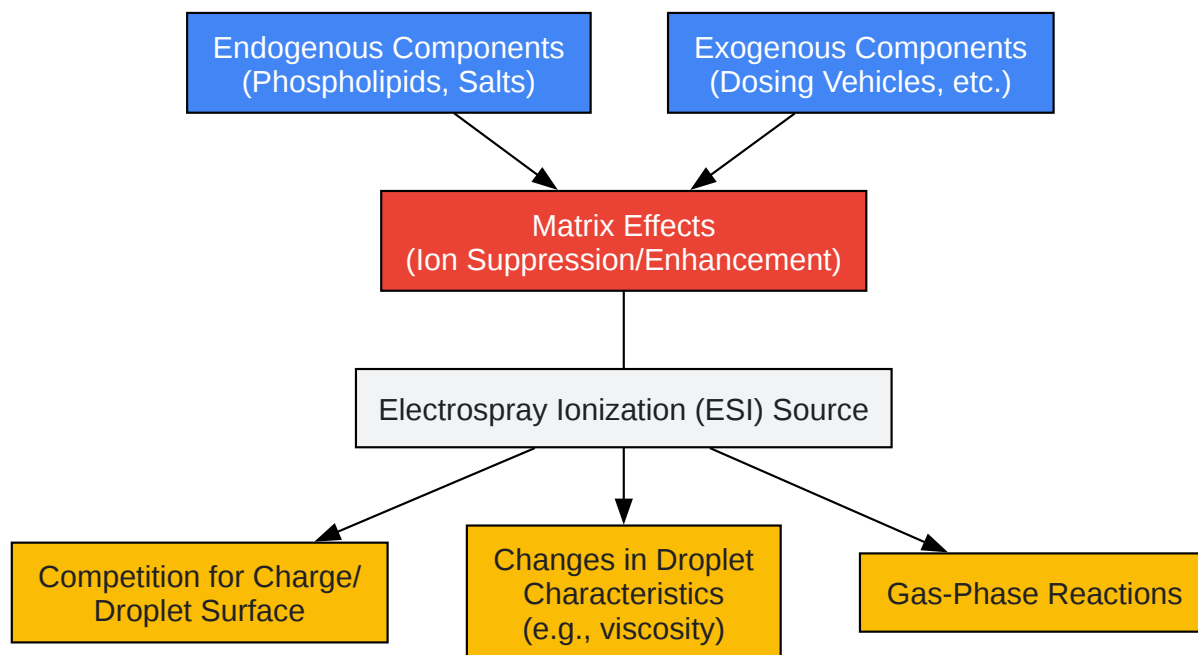 Endogenous Components
(Phospholipids, Salts)
Exogenous Components
(Dosing Vehicles, etc.)
Matrix Effects
(Ion Suppression/Enhancement)
Electrospray Ionization (ESI) Source
Competition for Charge/
Droplet Surface
Changes in Droplet
Characteristics
(e.g., viscosity)
Gas-Phase Reactions